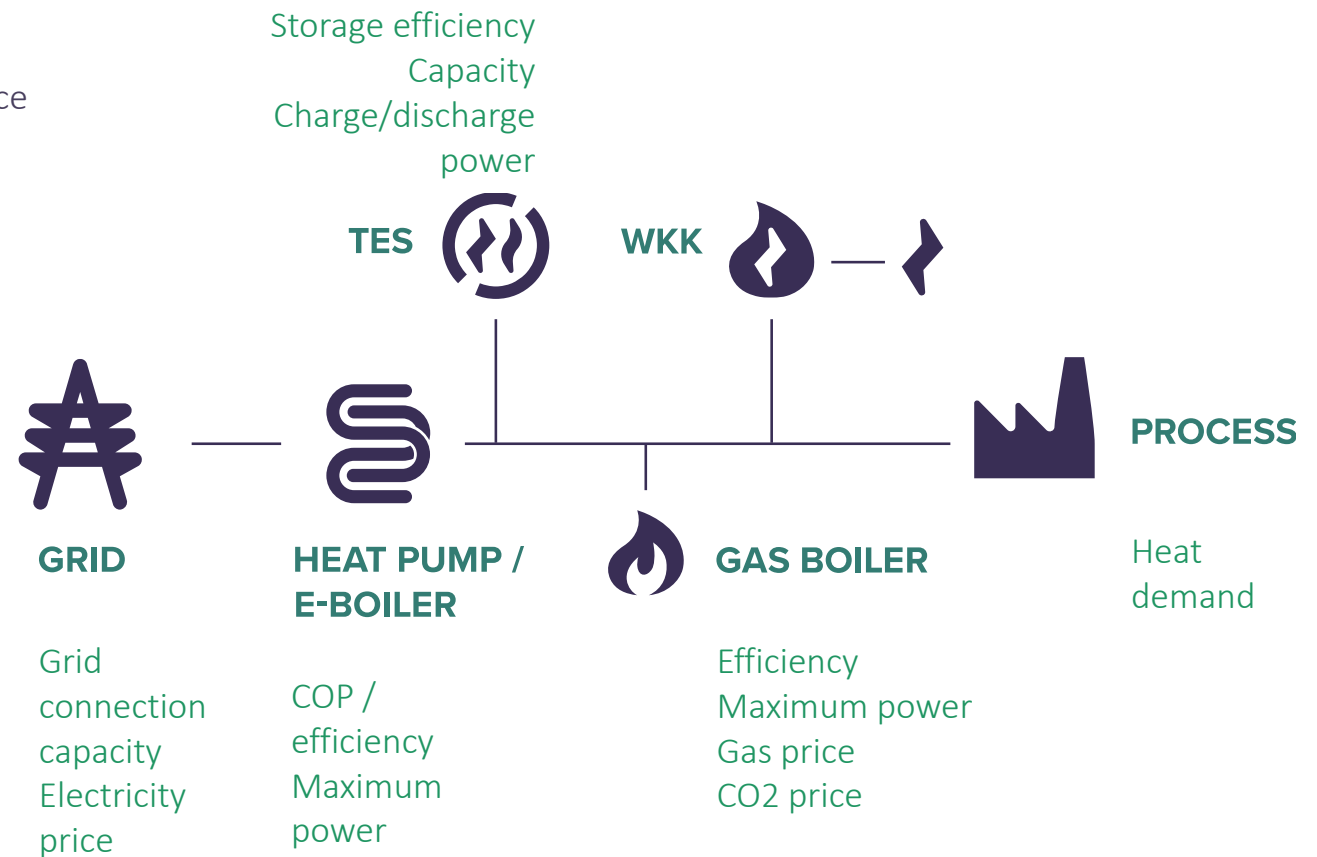 Storage efficiency
Capacity
Charge/discharge
power
TES
WKK
PROCESS
GRID
HEAT PUMP /
E-BOILER
GAS BOILER
Heat
demand
Grid
connection
capacity
Electricity
price
COP /
efficiency
Maximum
power
Efficiency
Maximum power
Gas price
CO2 price